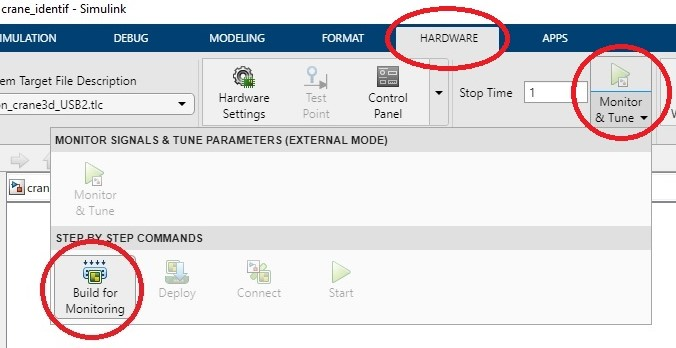 crane_identif - Simulink
IMULATION DEBUG MODELING FORMAT HARDWARE APPS
em Target File Description
on_crane3d_USB2.tlc
Hardware
Settings
Test
Point
Control
Panel
Stop Time 1
Monitor
& Tune
MONITOR SIGNALS & TUNE PARAMETERS (EXTERNAL MODE)
Monitor
& Tune
crane
STEP BY STEP COMMANDS
Build for
Monitoring
Deploy
Connect
Start